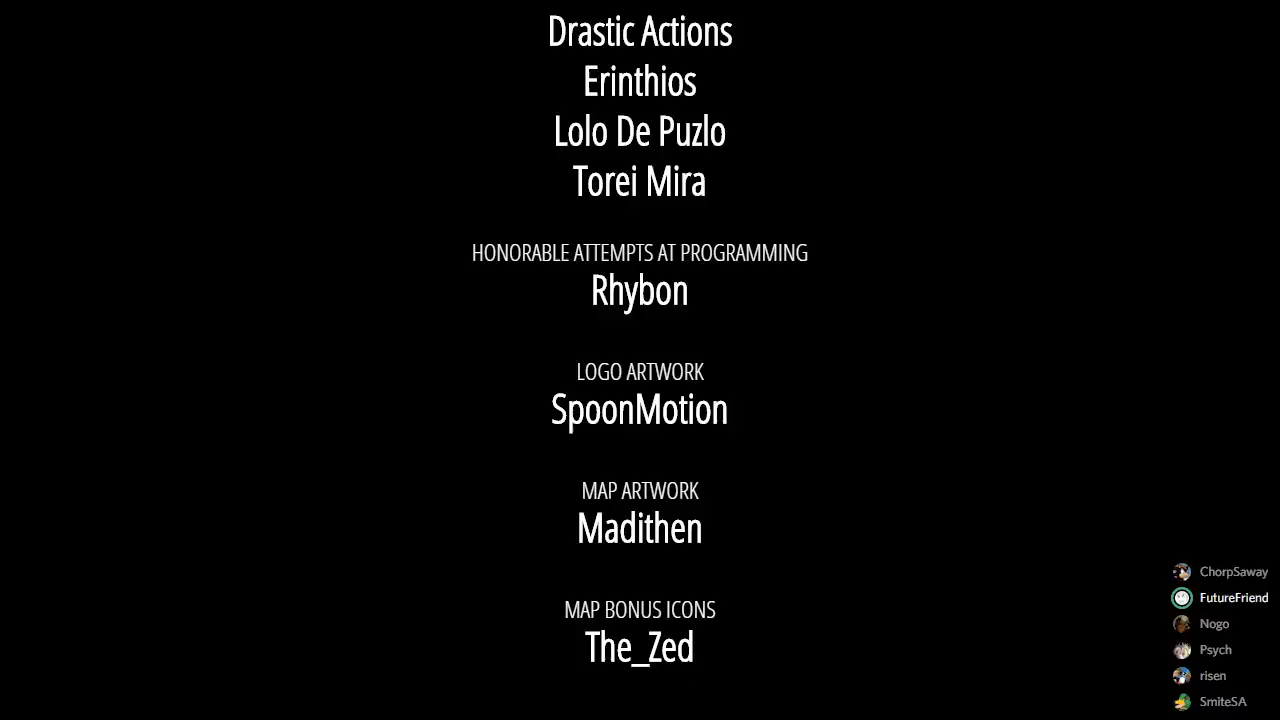 Drastic Actions
Erinthios
Lolo De Puzlo
Torei Mira
HONORABLE ATTEMPTS AT PROGRAMMING
Rhybon
LOGO ARTWORK
SpoonMotion
MAP ARTWORK
Madithen
MAP BONUS ICONS
The_Zed
ChorpSaway
FutureFriend
Nogo
Psych
risen
SmiteSA